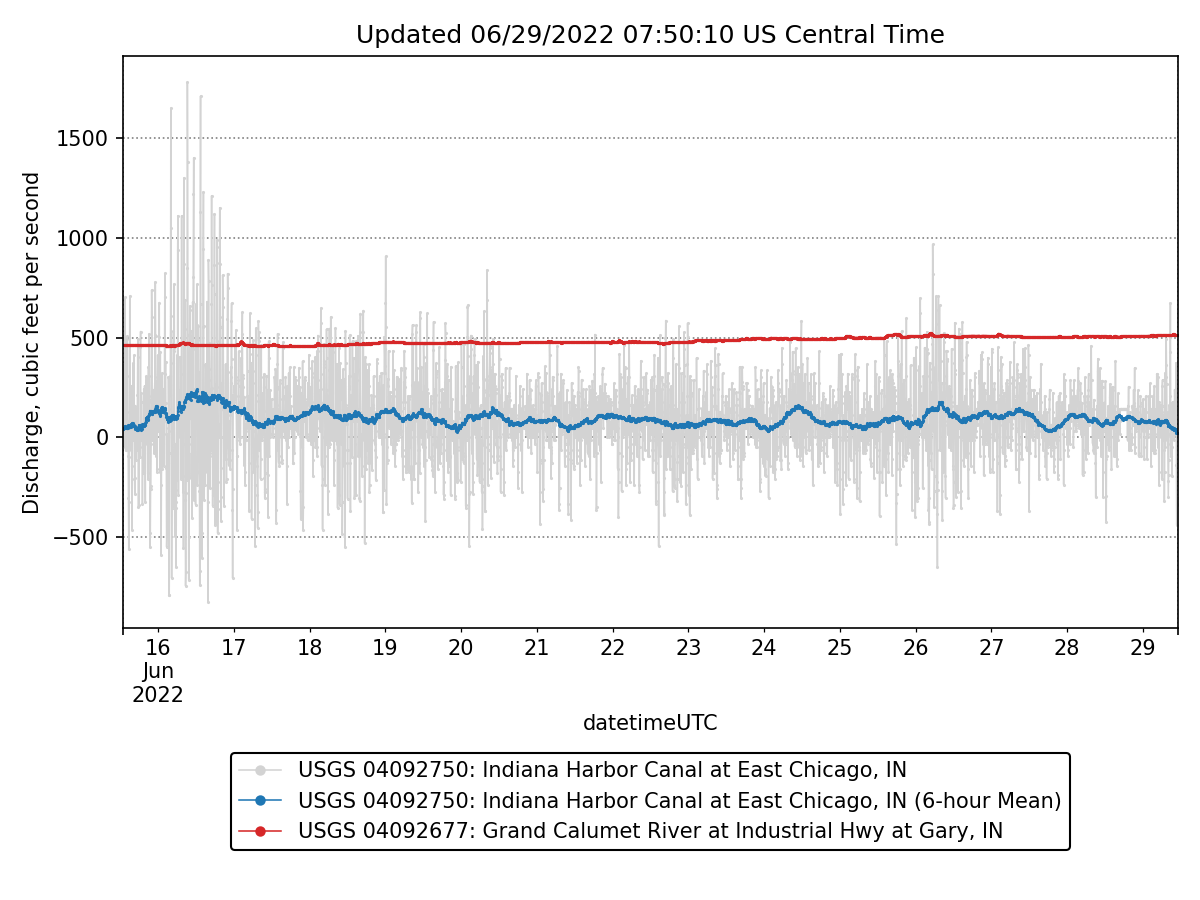 Updated 06/29/2022 07:50:10 US Central Time
Discharge, cubic feet per second
1500
1000
500
0
−500
16 17 18 19 20 21 22 23 24 25 26 27 28 29
Jun
2022
datetimeUTC
USGS 04092750: Indiana Harbor Canal at East Chicago, IN
USGS 04092750: Indiana Harbor Canal at East Chicago, IN (6-hour Mean)
USGS 04092677: Grand Calumet River at Industrial Hwy at Gary, IN